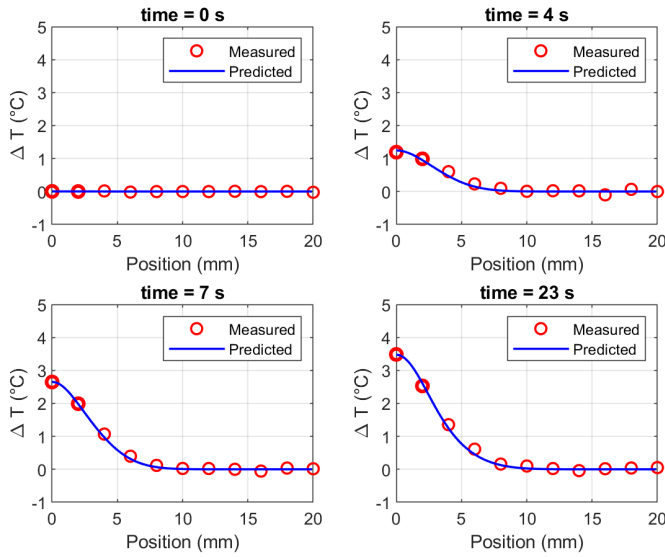 time = 0 s
5
4
3
2
1
0
-1
Δ T (°C)
Measured
Predicted
0 5 10 15 20
Position (mm)
time = 4 s
5
4
3
2
1
0
-1
Δ T (°C)
Measured
Predicted
0 5 10 15 20
Position (mm)
time = 7 s
5
4
3
2
1
0
-1
Δ T (°C)
Measured
Predicted
0 5 10 15 20
Position (mm)
time = 23 s
5
4
3
2
1
0
-1
Δ T (°C)
Measured
Predicted
0 5 10 15 20
Position (mm)